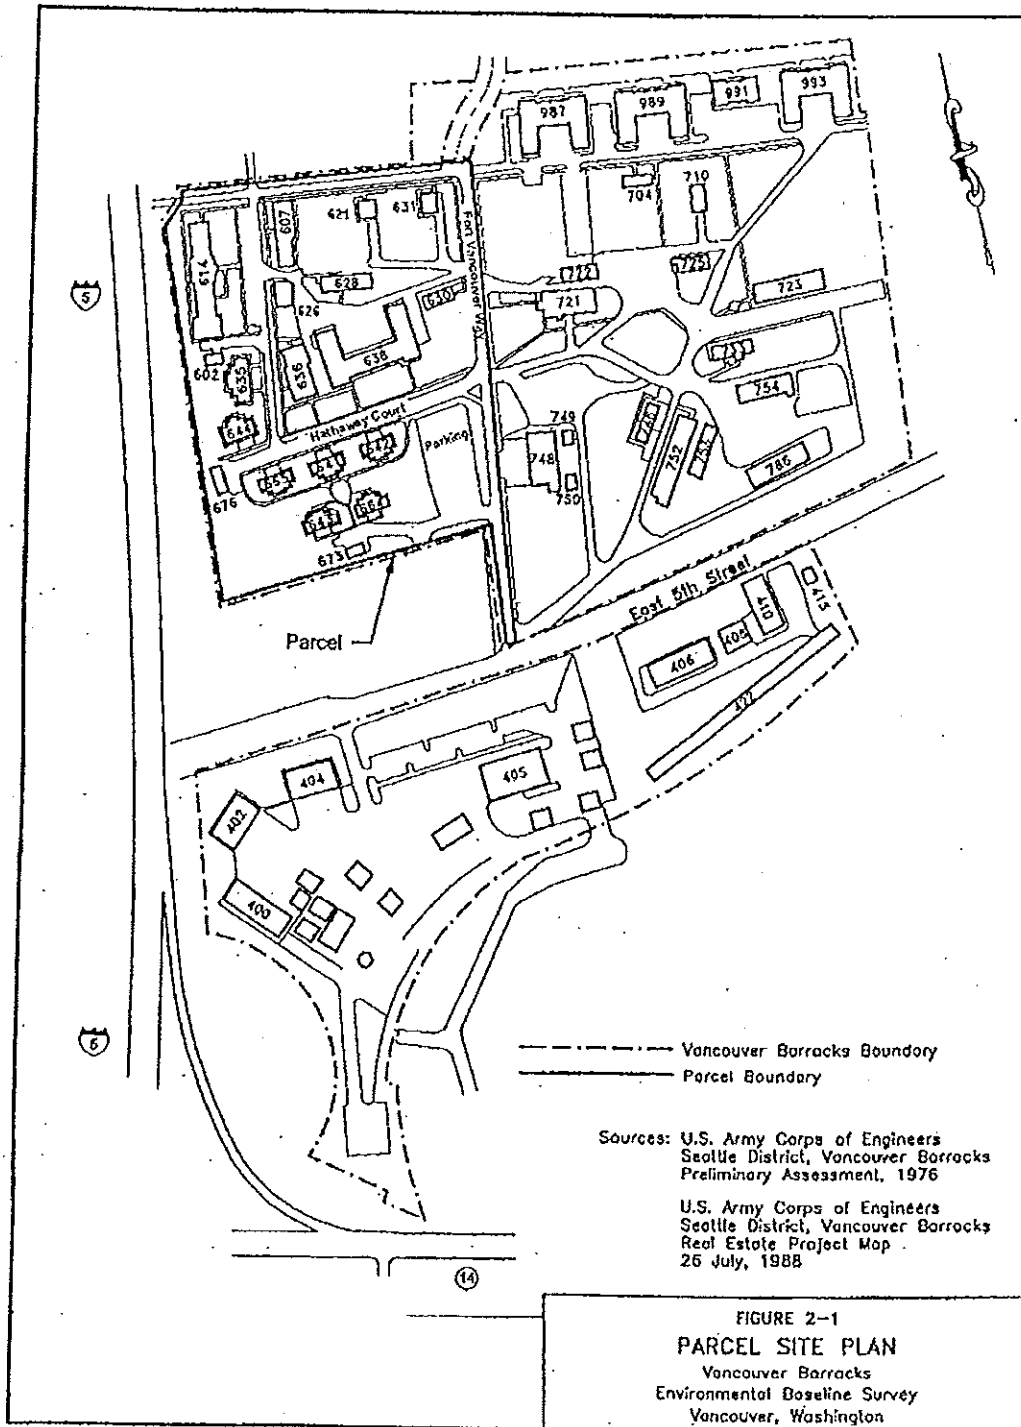 987
989
991
993
607
621
631
704
710
614
628
626
630
Fort Vancouver Way
722
725
721
723
602
635
636
638
754
644
Hathaway Court
Parking
642
641
749
748
750
752
786
676
655
664
643
673
Parcel
East 5th Street
410
415
408
406
422
5
404
405
402
400
5
Vancouver Barracks Boundary
Parcel Boundary
Sources: U.S. Army Corps of Engineers
Seattle District, Vancouver Barracks
Preliminary Assessment, 1976
U.S. Army Corps of Engineers
Seattle District, Vancouver Barracks
Real Estate Project Map
26 July, 1988
14
FIGURE 2-1
PARCEL SITE PLAN
Vancouver Barracks
Environmental Baseline Survey
Vancouver, Washington